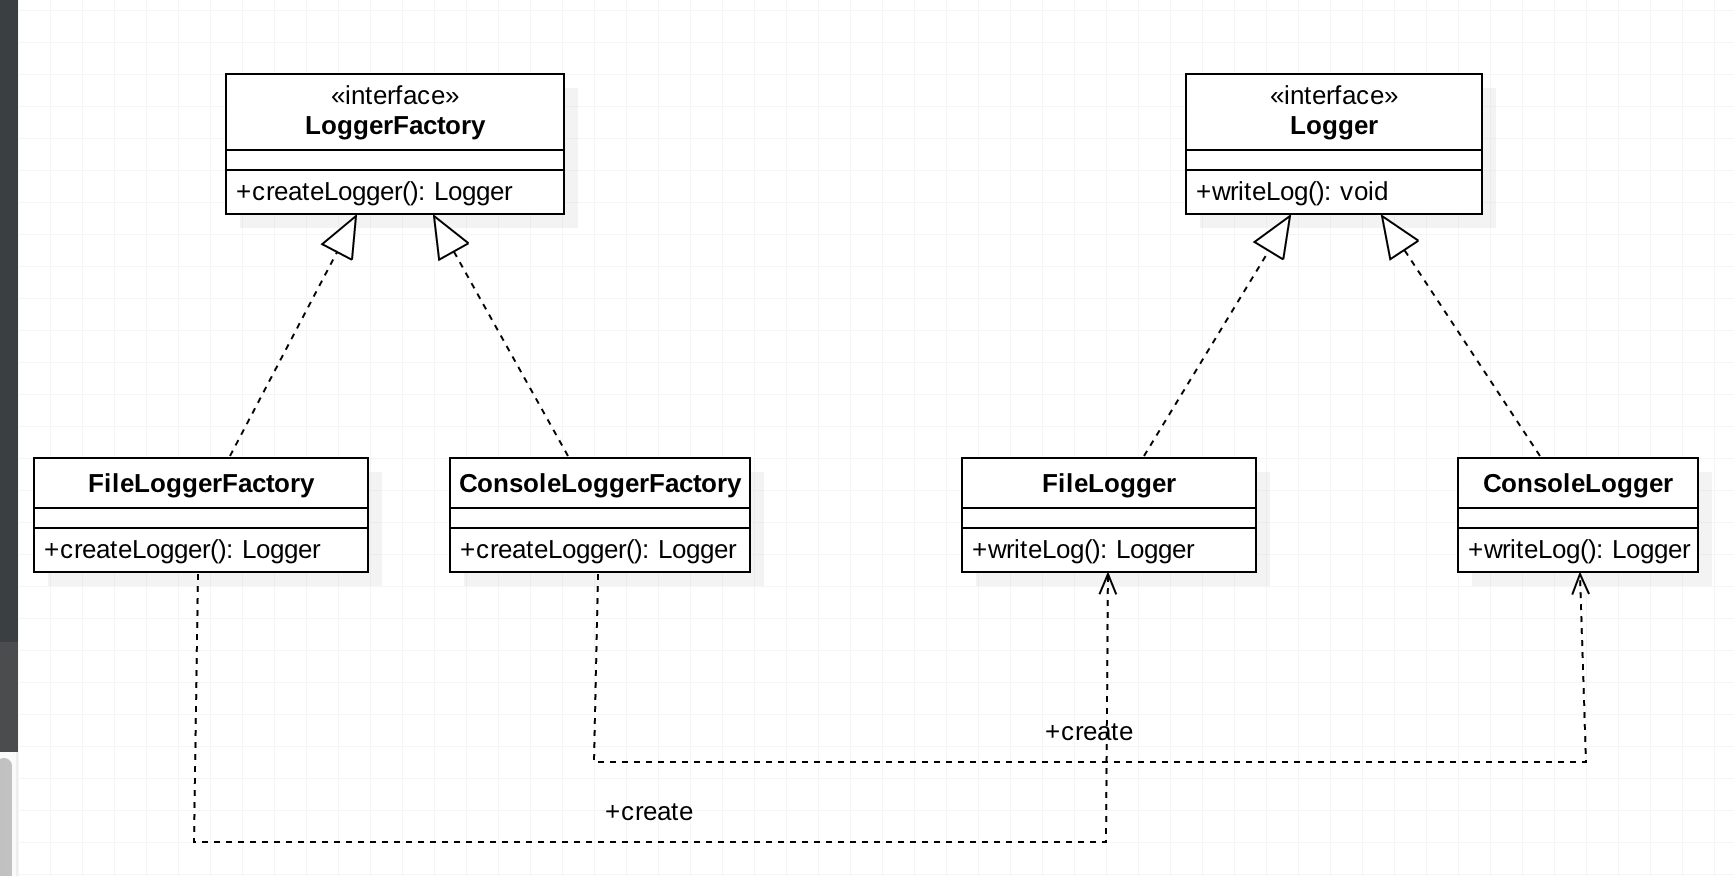 «interface»
LoggerFactory
+createLogger(): Logger
«interface»
Logger
+writeLog(): void
FileLoggerFactory
+createLogger(): Logger
ConsoleLoggerFactory
+createLogger(): Logger
FileLogger
+writeLog(): Logger
ConsoleLogger
+writeLog(): Logger
+create
+create